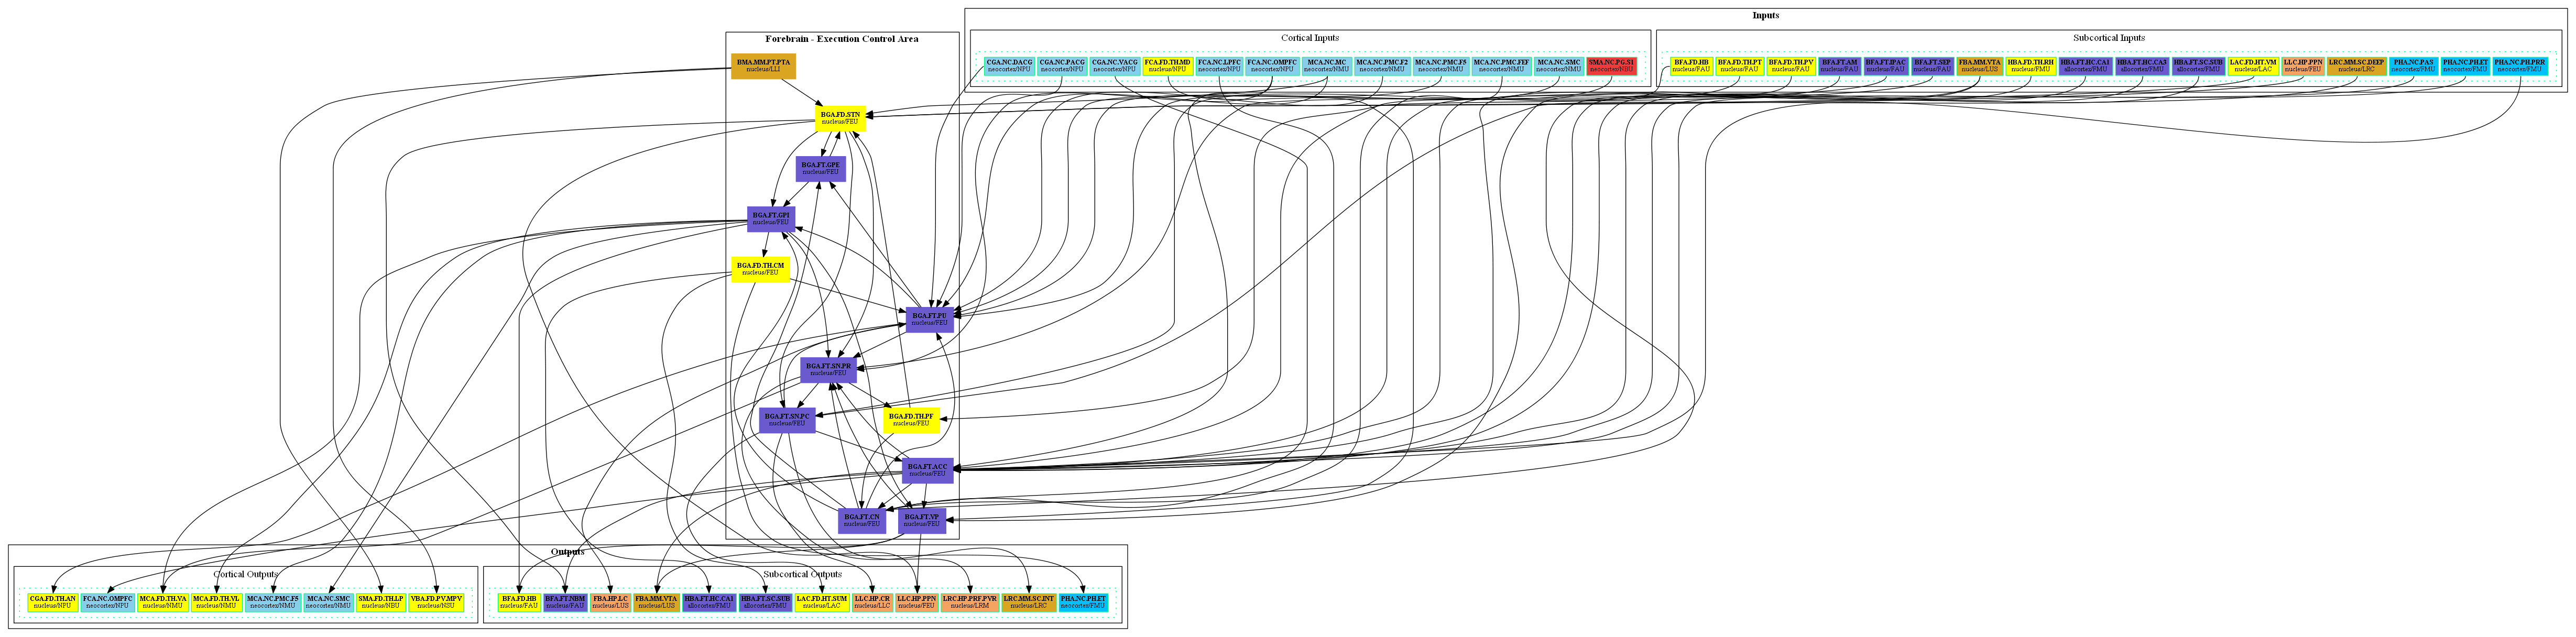 Inputs
Forebrain - Execution Control Area
Cortical Inputs
Subcortical Inputs
BMA.MM.PT.PTA
nucleus/LLI
CGA.NC.DACG
neocortex/NPU
CGA.NC.PACG
neocortex/NPU
CGA.NC.VACG
neocortex/NPU
FCA.FD.TH.MD
nucleus/NPU
FCA.NC.LPFC
neocortex/NPU
FCA.NC.OMPFC
neocortex/NPU
MCA.NC.MC
neocortex/NMU
MCA.NC.PMC.F2
neocortex/NMU
MCA.NC.PMC.F5
neocortex/NMU
MCA.NC.PMC.FEF
neocortex/NMU
MCA.NC.SMC
neocortex/NMU
SMA.NC.PG.S1
neocortex/NBU
BFA.FD.HB
nucleus/FAU
BFA.FD.TH.PT
nucleus/FAU
BFA.FD.TH.PV
nucleus/FAU
BFA.FT.AM
nucleus/FAU
BFA.FT.IPAC
nucleus/FAU
BFA.FT.SEP
nucleus/FAU
FBA.MM.VTA
nucleus/LUS
HBA.FD.TH.RH
nucleus/FMU
HBA.FT.HC.CA1
allocortex/FMU
HBA.FT.HC.CA3
allocortex/FMU
HBA.FT.SC.SUB
allocortex/FMU
LAC.FD.HT.VM
nucleus/LAC
LLC.HP.PPN
nucleus/FEU
LRC.MM.SC.DEEP
nucleus/LRC
PHA.NC.PAS
neocortex/FMU
PHA.NC.PH.ET
neocortex/FMU
PHA.NC.PH.PRR
neocortex/FMU
BGA.FD.STN
nucleus/FEU
BGA.FT.GPE
nucleus/FEU
BGA.FT.GPI
nucleus/FEU
BGA.FD.TH.CM
nucleus/FEU
BGA.FT.PU
nucleus/FEU
BGA.FT.SN.PR
nucleus/FEU
BGA.FT.SN.PC
nucleus/FEU
BGA.FD.TH.PF
nucleus/FEU
BGA.FT.ACC
nucleus/FEU
BGA.FT.CN
nucleus/FEU
BGA.FT.VP
nucleus/FEU
Outputs
Cortical Outputs
Subcortical Outputs
CGA.FD.TH.AN
nucleus/NPU
FCA.NC.OMPFC
neocortex/NPU
MCA.FD.TH.VA
nucleus/NMU
MCA.FD.TH.VL
nucleus/NMU
MCA.NC.PMC.F5
neocortex/NMU
MCA.NC.SMC
neocortex/NMU
SMA.FD.TH.LP
nucleus/NBU
VBA.FD.PV.MPV
nucleus/NSU
BFA.FD.HB
nucleus/FAU
BFA.FT.NBM
nucleus/FAU
FBA.HP.LC
nucleus/LUS
FBA.MM.VTA
nucleus/LUS
HBA.FT.HC.CA1
allocortex/FMU
HBA.FT.SC.SUB
allocortex/FMU
LAC.FD.HT.SUM
nucleus/LAC
LLC.HP.CR
nucleus/LLC
LLC.HP.PPN
nucleus/FEU
LRC.HP.PRF.PVR
nucleus/LRM
LRC.MM.SC.INT
nucleus/LRC
PHA.NC.PH.ET
neocortex/FMU